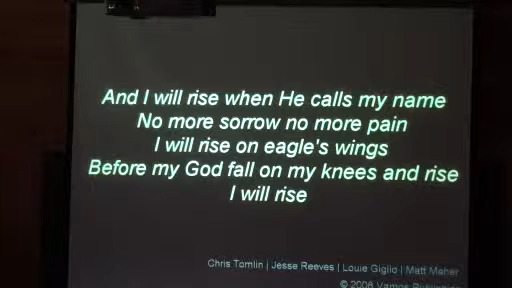 And I will rise when He calls my name
No more sorrow no more pain
I will rise on eagle's wings
Before my God fall on my knees and rise
I will rise
Chris Tomlin | Jesse Reeves | Louie Giglio | Matt Maher
© 2008 Vamos Publishing